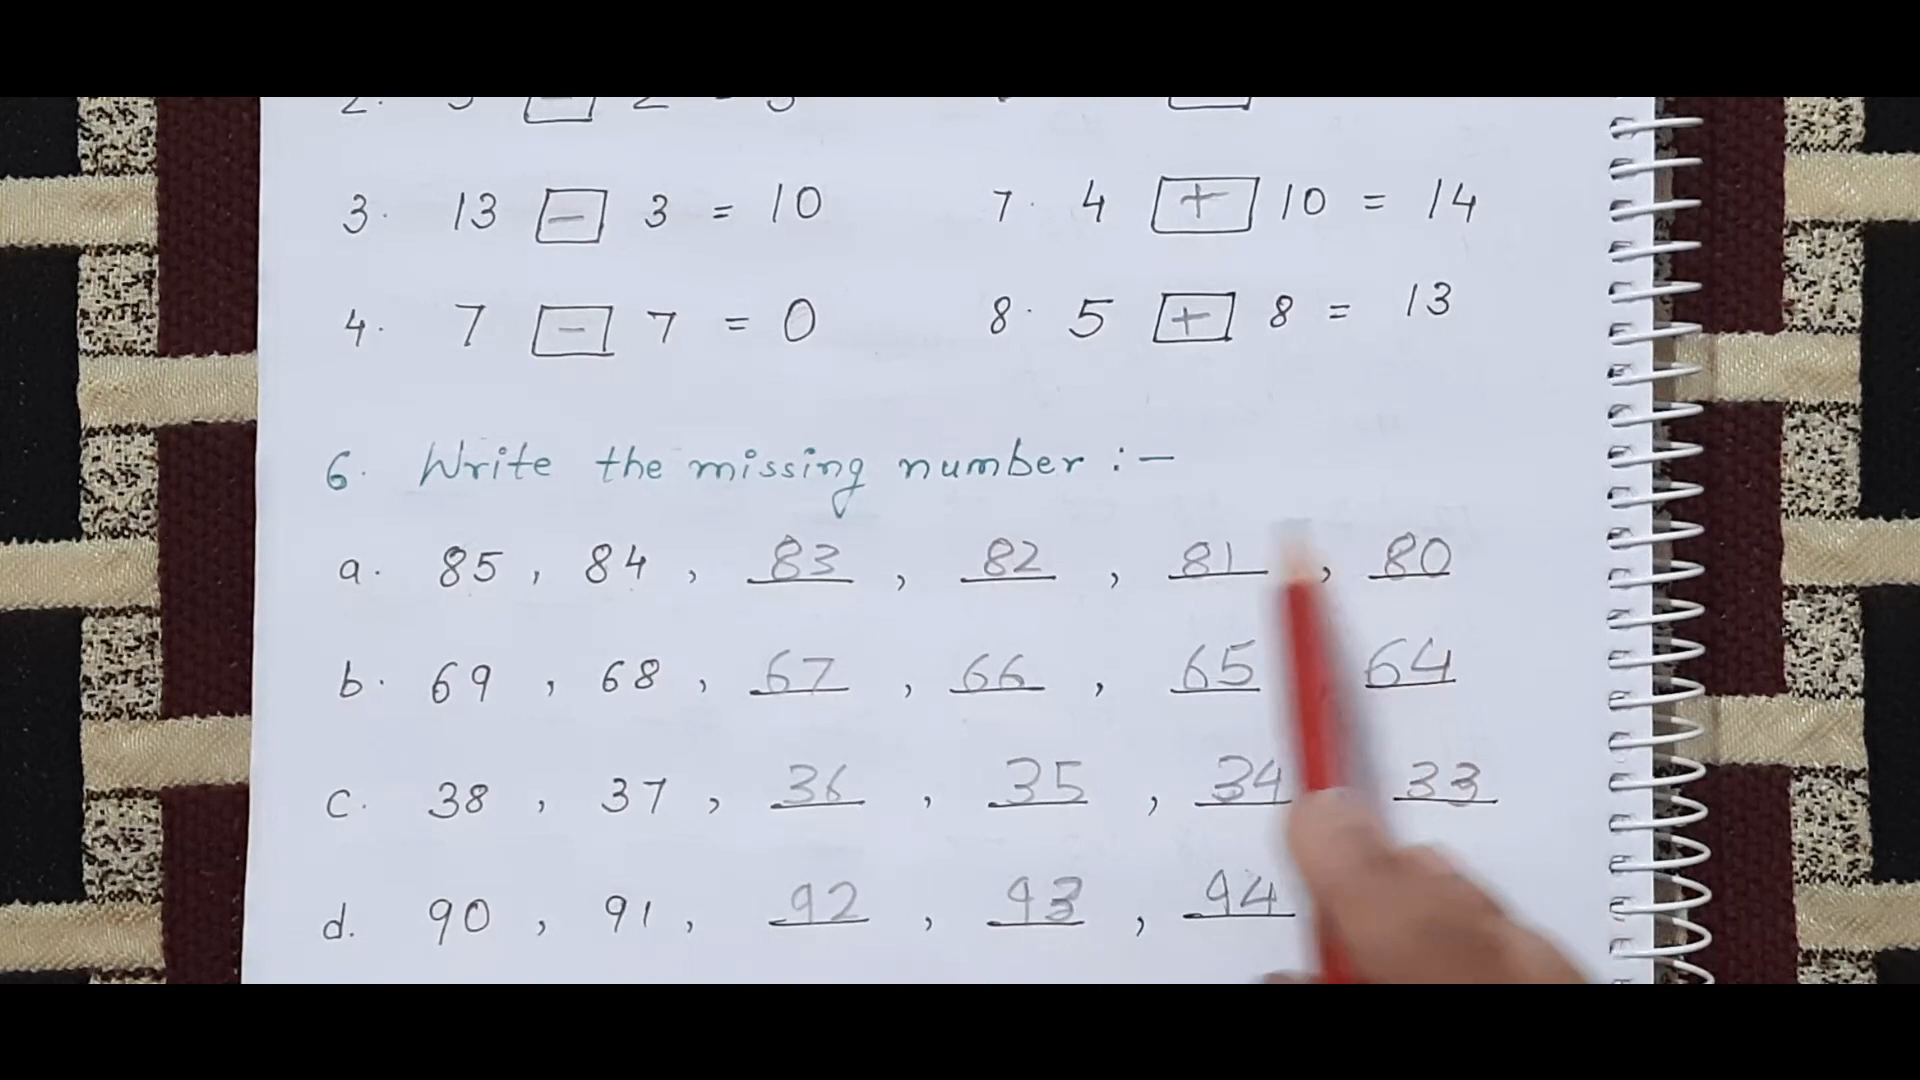 3. 13 - 3 = 10 7. 4 + 10 = 14
4. 7 - 7 = 0 8. 5 + 8 = 13
6. Write the missing number :-
a. 85 , 84 , 83 , 82 , 81 , 80
b. 69 , 68 , 67 , 66 , 65 64
c. 38 , 37 , 36 , 35 , 34 33
d. 90 , 91 , 92 , 93 , 94